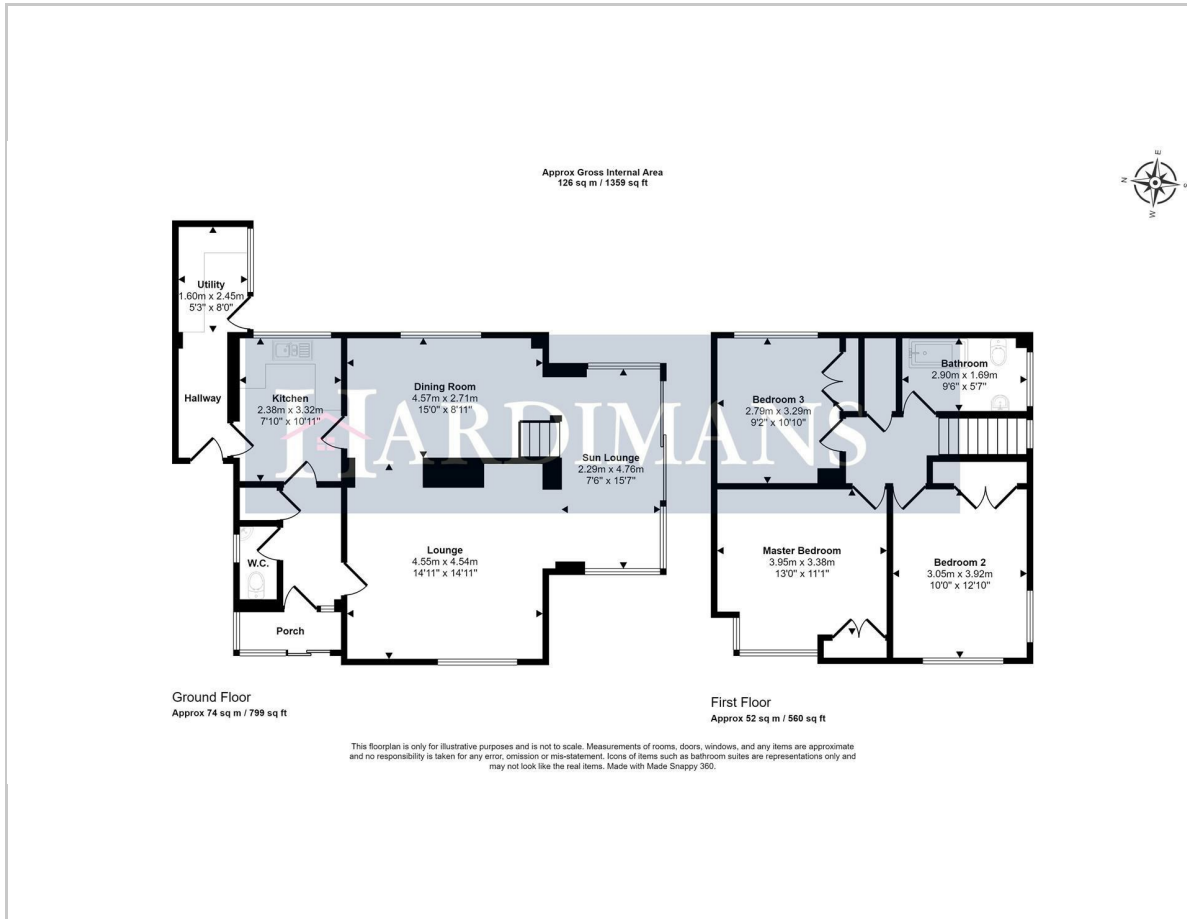 Approx Gross Internal Area
126 sq m / 1359 sq ft
E
N
S
W
Utility
1.60m x 2.45m
5'3" x 8'0"
Hallway
Kitchen
2.38m x 3.32m
7'10" x 10'11"
Dining Room
4.57m x 2.71m
15'0" x 8'11"
Sun Lounge
2.29m x 4.76m
7'6" x 15'7"
Lounge
4.55m x 4.54m
14'11" x 14'11"
W.C.
Porch
Bedroom 3
2.79m x 3.29m
9'2" x 10'10"
Bathroom
2.90m x 1.69m
9'6" x 5'7"
Master Bedroom
3.95m x 3.38m
13'0" x 11'1"
Bedroom 2
3.05m x 3.92m
10'0" x 12'10"
HARDIMANS
Ground Floor
Approx 74 sq m / 799 sq ft
First Floor
Approx 52 sq m / 560 sq ft
This floorplan is only for illustrative purposes and is not to scale. Measurements of rooms, doors, windows, and any items are approximate
and no responsibility is taken for any error, omission or mis-statement. Icons of items such as bathroom suites are representations only and
may not look like the real items. Made with Made Snappy 360.